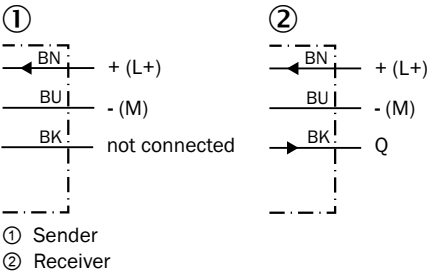 ① ②
BN + (L+) BN + (L+)
BU - (M) BU - (M)
BK not connected BK Q
① Sender
② Receiver